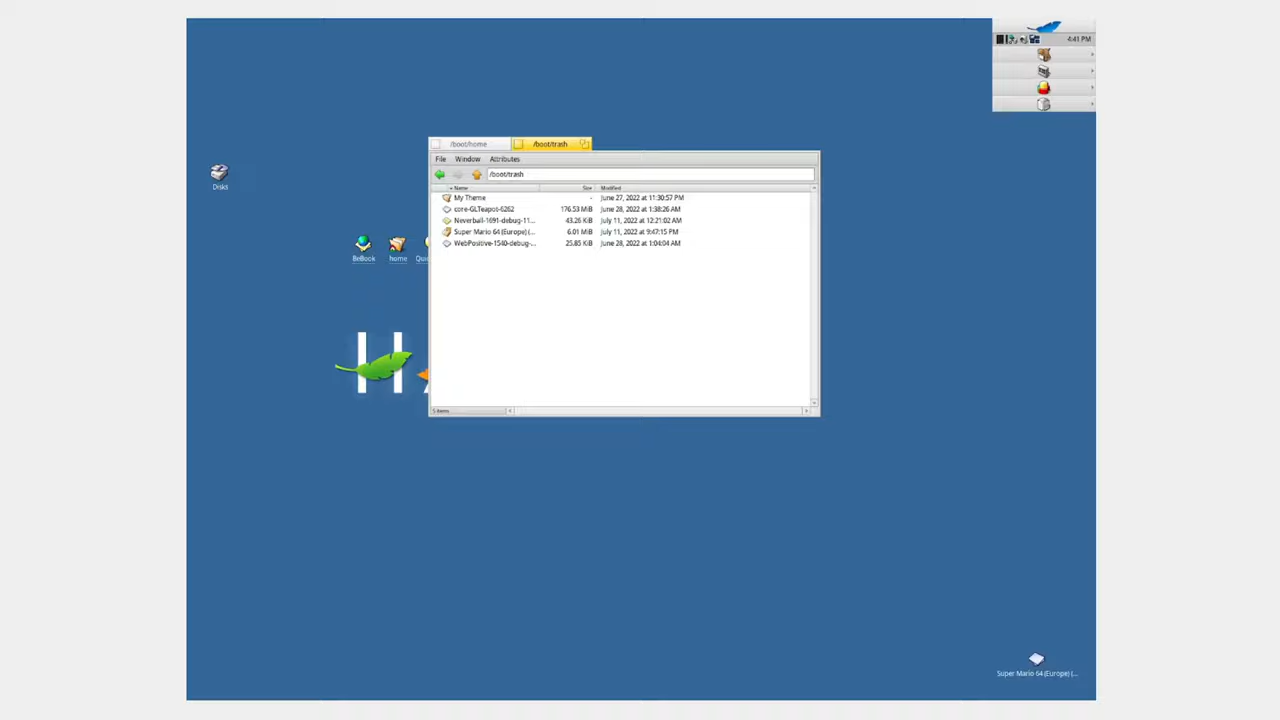 4:41 PM
/boot/home
/boot/trash
File Window Attributes
/boot/trash
Name Size Modified
My Theme - June 27, 2022 at 11:30:57 PM
core-GLTeapot-6262 176.53 MiB June 28, 2022 at 1:38:26 AM
Neverball-1691-debug-11... 43.26 KiB July 11, 2022 at 12:21:02 AM
Super Mario 64 (Europe) (... 6.01 MiB July 11, 2022 at 9:47:15 PM
WebPositive-1540-debug-... 25.85 KiB June 28, 2022 at 1:04:04 AM
5 items
Disks
BeBook
home
Qui
H
Super Mario 64 (Europe) (...